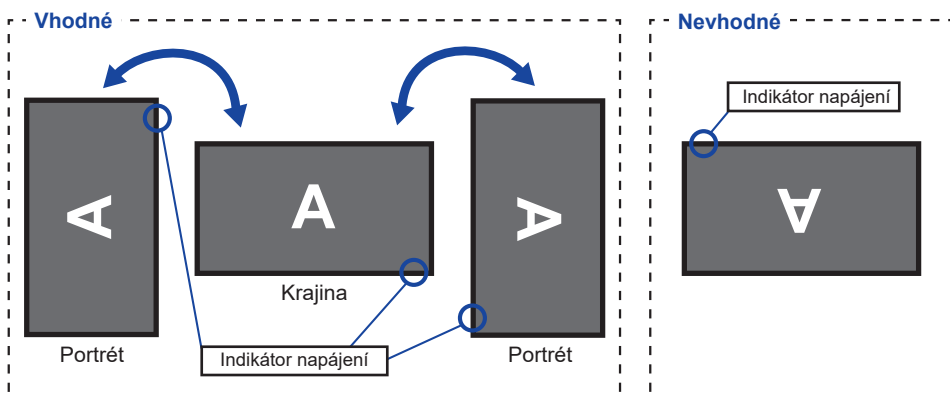 Vhodné
A
A
A
Krajina
Portrét
Indikátor napájení
Portrét
Nevhodné
Indikátor napájení
A